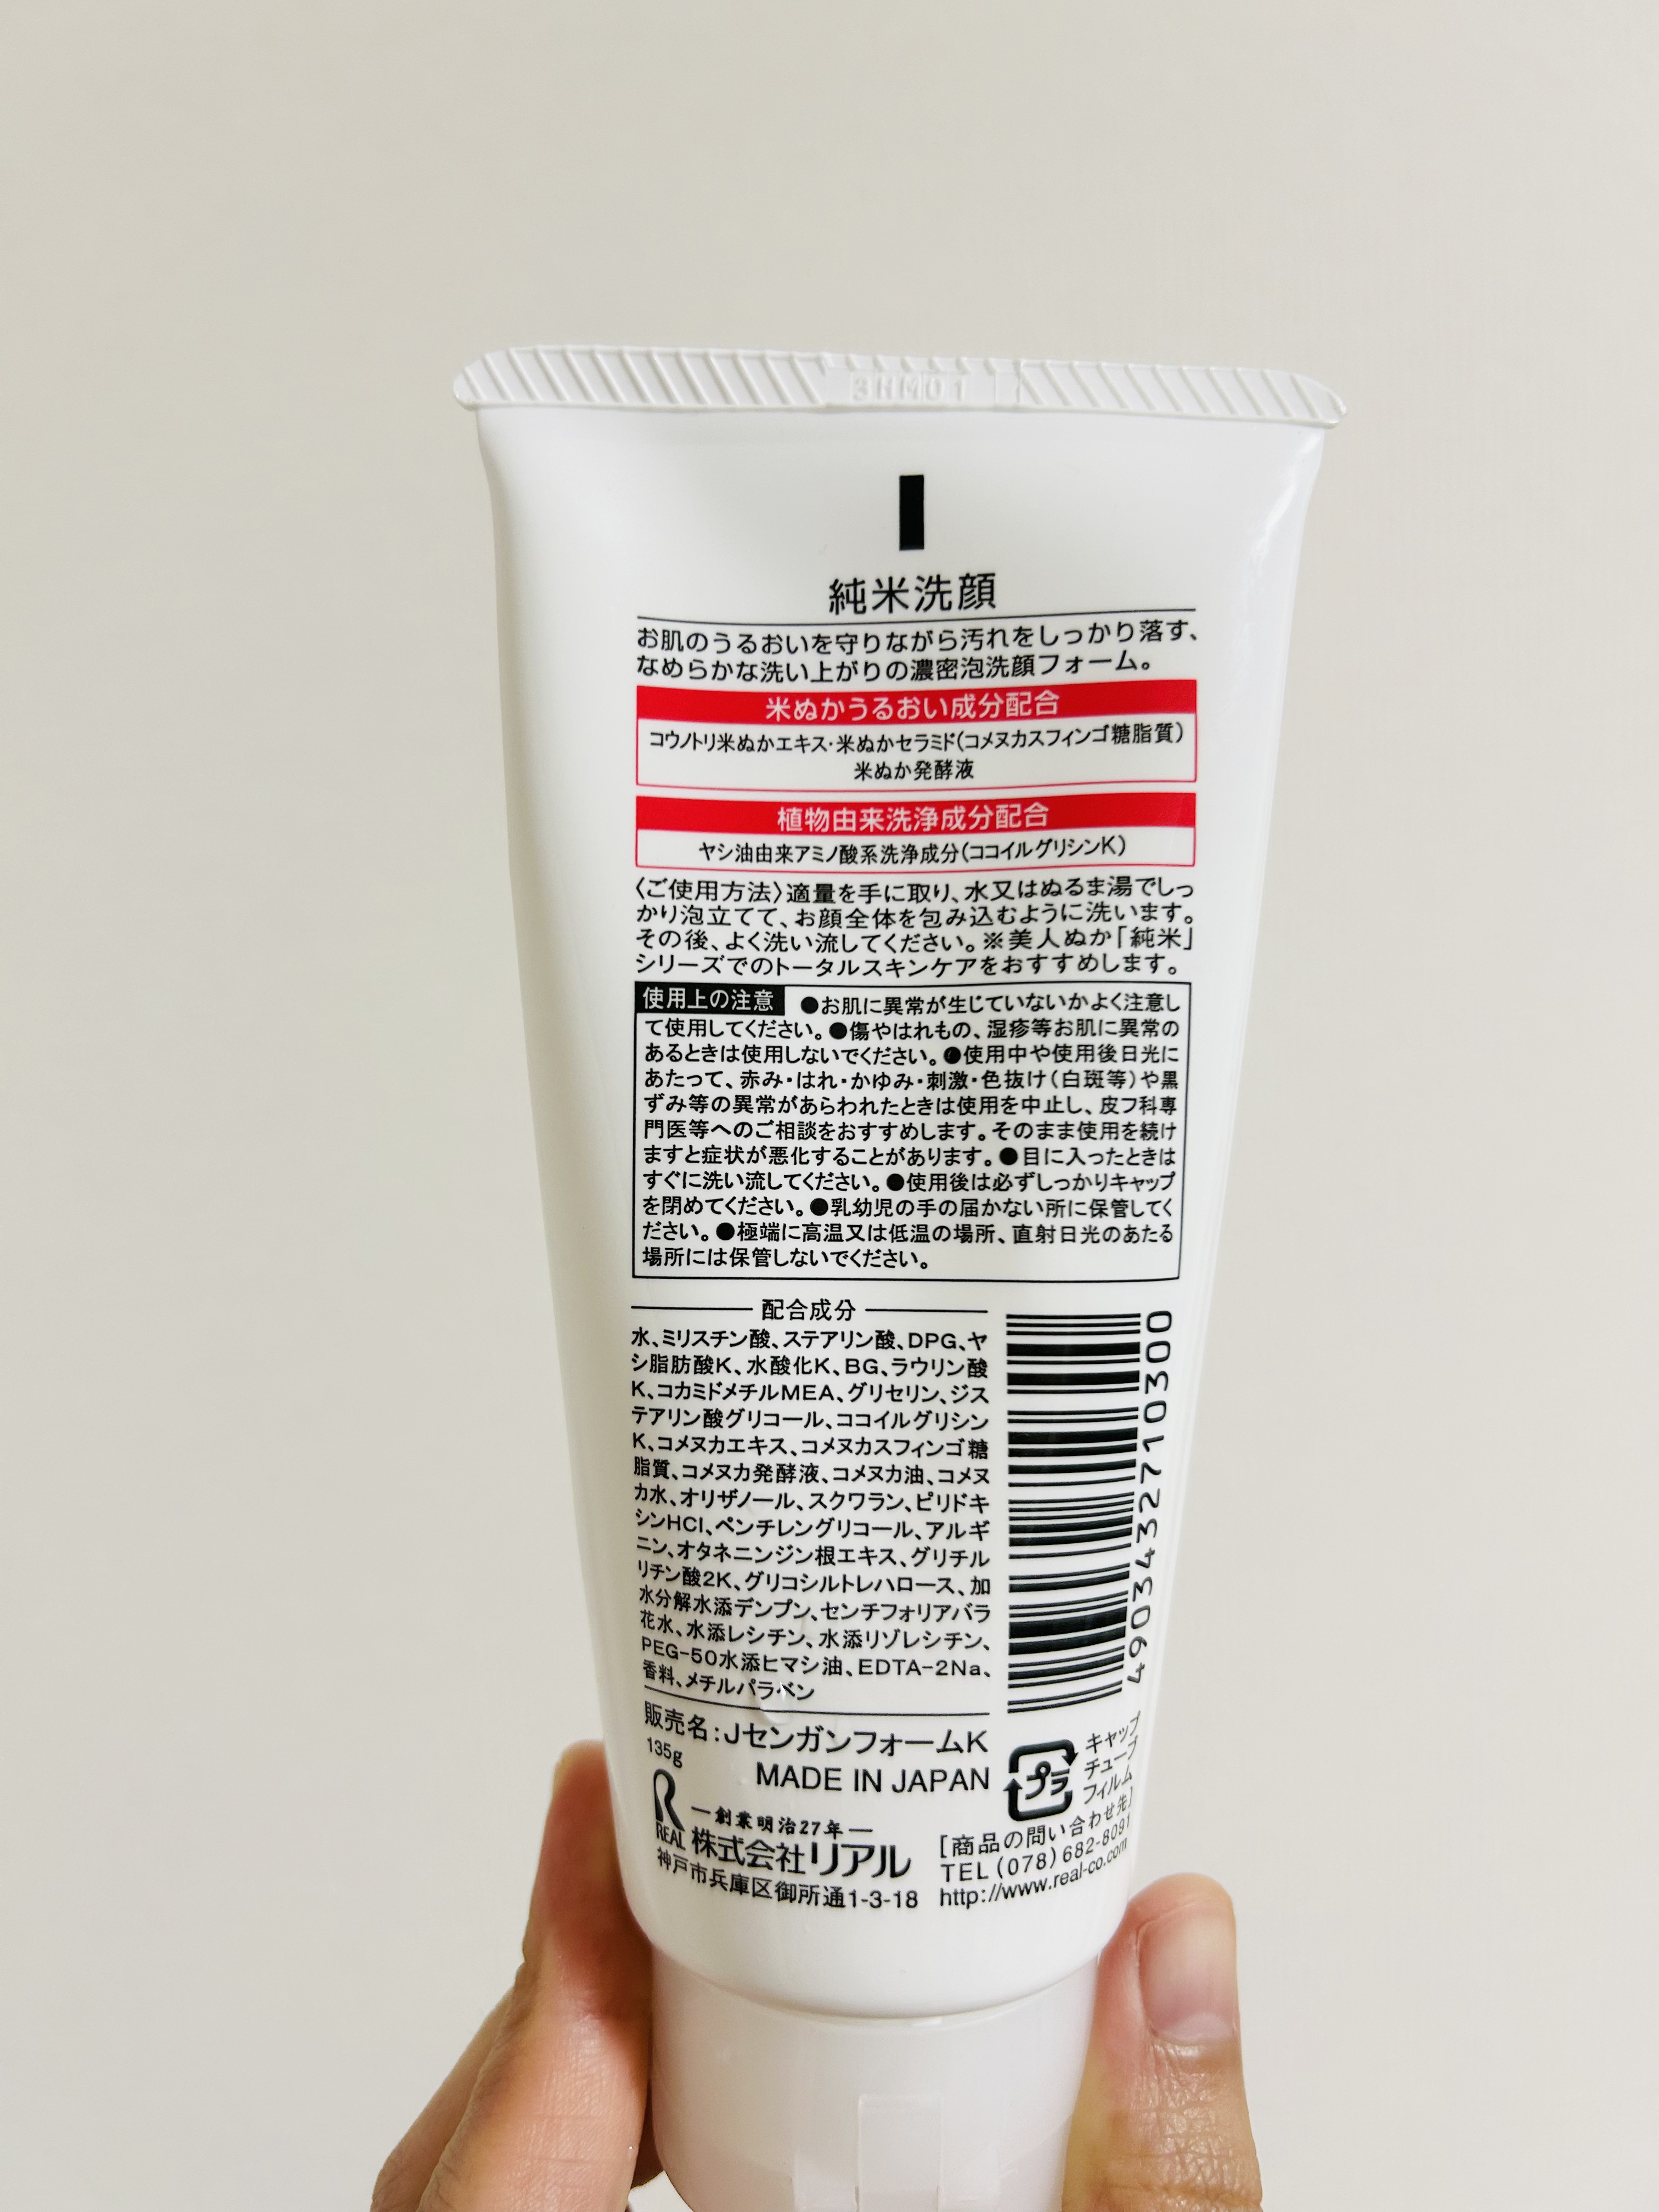 3HM01
純米洗顔
お肌のうるおいを守りながら汚れをしっかり落す、
なめらかな洗い上がりの濃密泡洗顔フォーム。
米ぬかうるおい成分配合
コウノトリ米ぬかエキス・米ぬかセラミド(コメヌカスフィンゴ糖脂質)
米ぬか発酵液
植物由来洗浄成分配合
ヤシ油由来アミノ酸系洗浄成分(ココイルグリシンK)
〈ご使用方法〉適量を手に取り、水又はぬるま湯でしっ
かり泡立てて、お顔全体を包み込むように洗います。
その後、よく洗い流してください。※美人ぬか「純米」
シリーズでのトータルスキンケアをおすすめします。
使用上の注意 ●お肌に異常が生じていないかよく注意し
て使用してください。●傷やはれもの、湿疹等お肌に異常の
あるときは使用しないでください。●使用中や使用後日光に
あたって、赤み・はれ・かゆみ・刺激・色抜け(白斑等)や黒
ずみ等の異常があらわれたときは使用を中止し、皮フ科専
門医等へのご相談をおすすめします。そのまま使用を続け
ますと症状が悪化することがあります。●目に入ったときは
すぐに洗い流してください。●使用後は必ずしっかりキャップ
を閉めてください。●乳幼児の手の届かない所に保管してく
ださい。●極端に高温又は低温の場所、直射日光のあたる
場所には保管しないでください。
配合成分
水、ミリスチン酸、ステアリン酸、DPG、ヤ
シ脂肪酸K、水酸化K、BG、ラウリン酸
K、コカミドメチルMEA、グリセリン、ジス
テアリン酸グリコール、ココイルグリシン
K、コメヌカエキス、コメヌカスフィンゴ糖
脂質、コメヌカ発酵液、コメヌカ油、コメヌ
カ水、オリザノール、スクワラン、ピリドキ
シンHCl、ペンチレングリコール、アルギ
ニン、オタネニンジン根エキス、グリチル
リチン酸2K、グリコシルトレハロース、加
水分解水添デンプン、センチフォリアバラ
花水、水添レシチン、水添リゾレシチン、
PEG-50水添ヒマシ油、EDTA-2Na、
香料、メチルパラベン
4903432710300
販売名:JセンガンフォームK
135g
MADE IN JAPAN
プラ
キャップ
チューブ
フィルム
REAL
―創業明治27年―
株式会社リアル
神戸市兵庫区御所通1-3-18
[商品の問い合わせ先]
TEL(078)682-8091
http://www.real-co.com